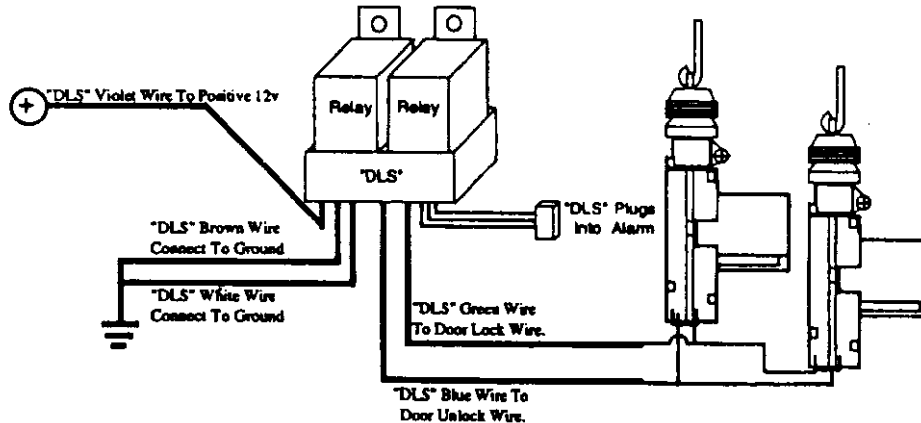 "DLS" Violet Wire To Positive 12v
+
Relay
Relay
"DLS"
"DLS" Plugs
Into Alarm
"DLS" Brown Wire
Connect To Ground
"DLS" White Wire
Connect To Ground
"DLS" Green Wire
To Door Lock Wire.
"DLS" Blue Wire To
Door Unlock Wire.